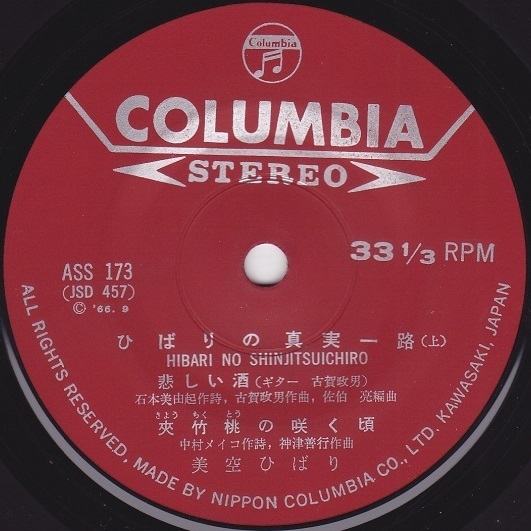 Columbia
COLUMBIA
STEREO
33 1/3 RPM
ASS 173
(JSD 457)
© '66. 9
ひばりの真実一路(上)
HIBARI NO SHINJITSUICHIRO
悲しい酒(ギター 古賀政男)
石本美由起作詩、古賀政男作曲、佐伯 亮編曲
きょう ちく とう
夾竹桃の咲く頃
中村メイコ作詩、神津善行作曲
美空ひばり
ALL RIGHTS RESERVED, MADE BY NIPPON COLUMBIA CO., LTD. KAWASAKI, JAPAN